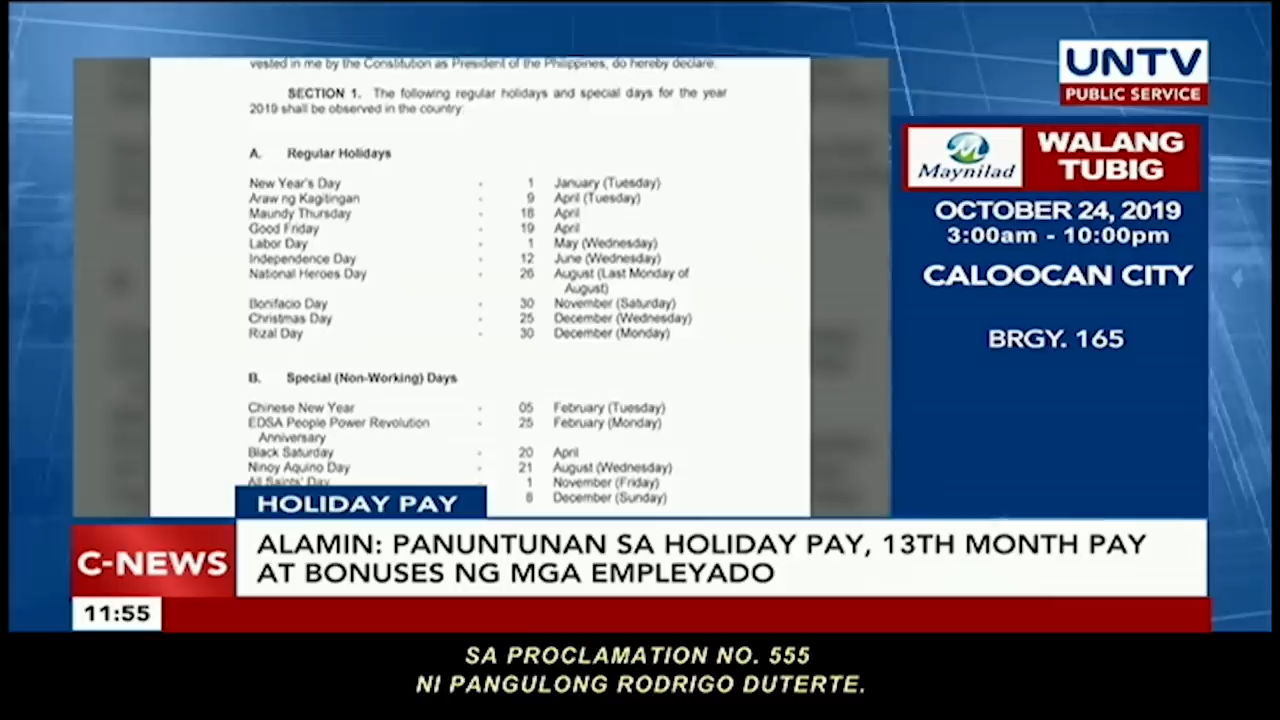 vested in me by the Constitution as President of the Philippines, do hereby declare:
SECTION 1. The following regular holidays and special days for the year
2019 shall be observed in the country:
A. Regular Holidays
New Year's Day - 1 January (Tuesday)
Araw ng Kagitingan - 9 April (Tuesday)
Maundy Thursday - 18 April
Good Friday - 19 April
Labor Day - 1 May (Wednesday)
Independence Day - 12 June (Wednesday)
National Heroes Day - 26 August (Last Monday of
August)
Bonifacio Day - 30 November (Saturday)
Christmas Day - 25 December (Wednesday)
Rizal Day - 30 December (Monday)
B. Special (Non-Working) Days
Chinese New Year - 05 February (Tuesday)
EDSA People Power Revolution - 25 February (Monday)
Anniversary
Black Saturday - 20 April
Ninoy Aquino Day - 21 August (Wednesday)
All Saints' Day - 1 November (Friday)
8 December (Sunday)
UNTV
PUBLIC SERVICE
Maynilad
WALANG
TUBIG
OCTOBER 24, 2019
3:00am - 10:00pm
CALOOCAN CITY
BRGY. 165
HOLIDAY PAY
C-NEWS
ALAMIN: PANUNTUNAN SA HOLIDAY PAY, 13TH MONTH PAY
AT BONUSES NG MGA EMPLEYADO
11:55
SA PROCLAMATION NO. 555
NI PANGULONG RODRIGO DUTERTE.